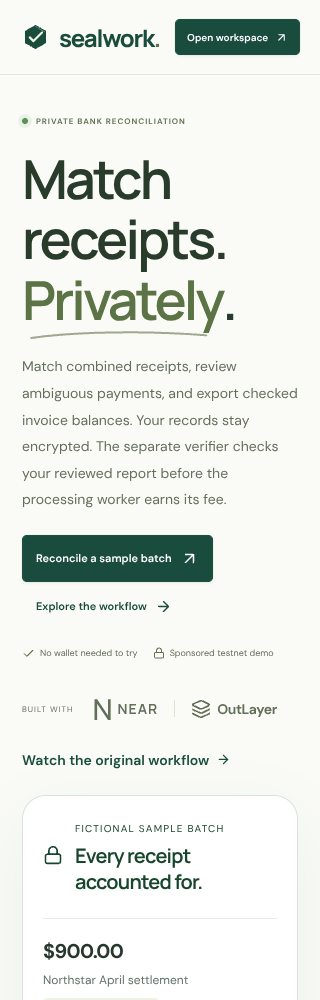 sealwork.
Open workspace
PRIVATE BANK RECONCILIATION
Match
receipts.
Privately.
Match combined receipts, review
ambiguous payments, and export checked
invoice balances. Your records stay
encrypted. The separate verifier checks
your reviewed report before the
processing worker earns its fee.
Reconcile a sample batch
Explore the workflow
No wallet needed to try
Sponsored testnet demo
BUILT WITH
NEAR
OutLayer
Watch the original workflow
FICTIONAL SAMPLE BATCH
Every receipt
accounted for.
$900.00
Northstar April settlement